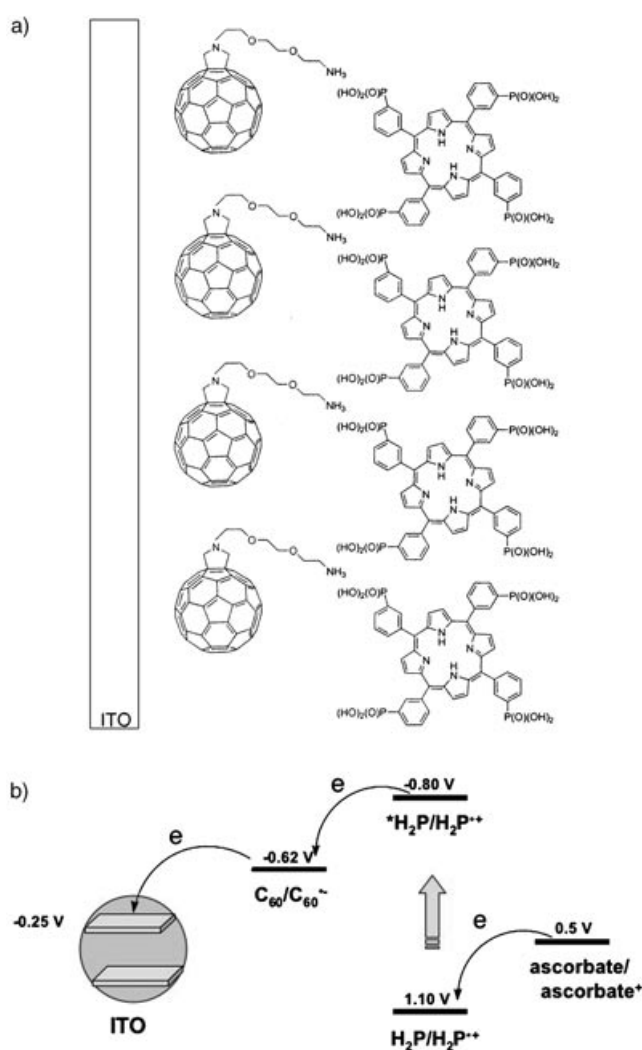 a)
N
O
O
NH₃
(HO)₂(O)P
P(O)(OH)₂
N
H
N
N
H
N
(HO)₂(O)P
P(O)(OH)₂
N
O
O
NH₃
(HO)₂(O)P
P(O)(OH)₂
N
H
N
N
H
N
(HO)₂(O)P
P(O)(OH)₂
N
O
O
NH₃
(HO)₂(O)P
P(O)(OH)₂
N
H
N
N
H
N
(HO)₂(O)P
P(O)(OH)₂
N
O
O
NH₃
(HO)₂(O)P
P(O)(OH)₂
N
H
N
N
H
N
(HO)₂(O)P
P(O)(OH)₂
ITO
b)
e
-0.80 V
*H₂P/H₂P•+
e
-0.62 V
C₆₀/C₆₀•-
-0.25 V
ITO
e
0.5 V
ascorbate/
ascorbate⁺
1.10 V
H₂P/H₂P•+